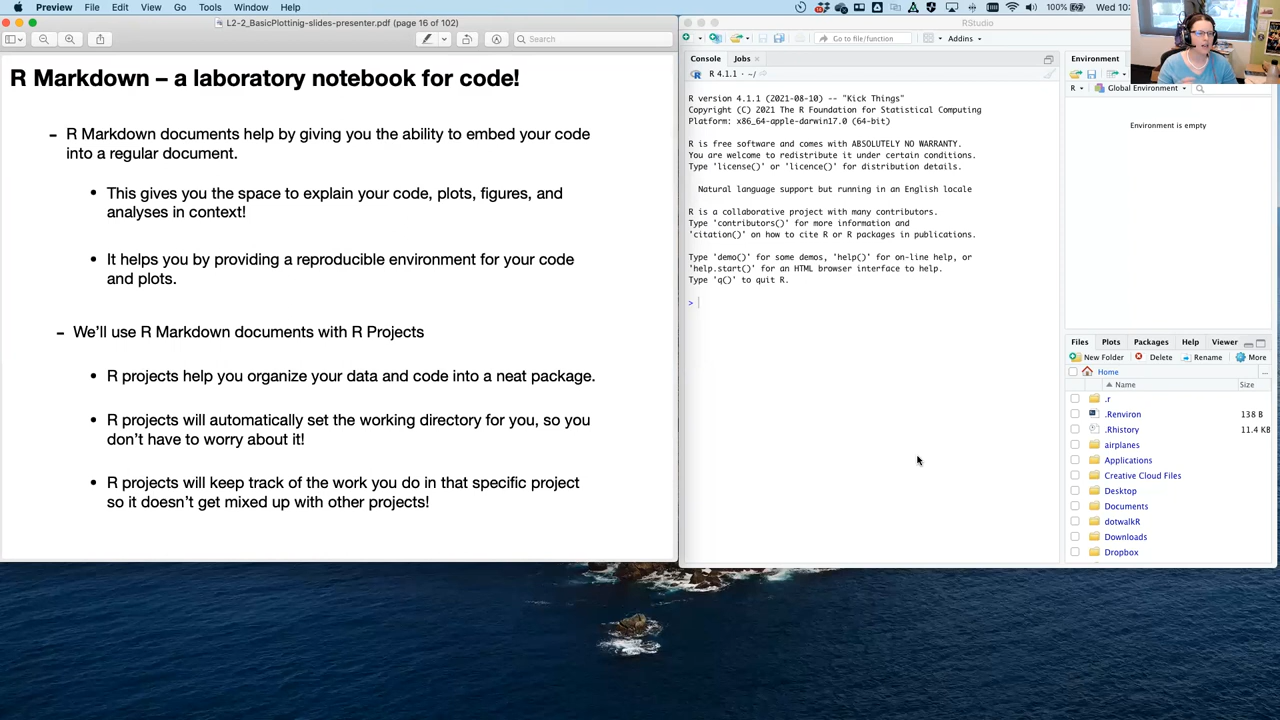 Preview File Edit View Go Tools Window Help 100% Wed 10:
L2-2_BasicPlottinig-slides-presenter.pdf (page 16 of 102)
Search
R Markdown – a laboratory notebook for code!
- R Markdown documents help by giving you the ability to embed your code
into a regular document.
• This gives you the space to explain your code, plots, figures, and
analyses in context!
• It helps you by providing a reproducible environment for your code
and plots.
- We'll use R Markdown documents with R Projects
• R projects help you organize your data and code into a neat package.
• R projects will automatically set the working directory for you, so you
don't have to worry about it!
• R projects will keep track of the work you do in that specific project
so it doesn't get mixed up with other projects!
RStudio
Go to file/function Addins
Console Jobs
R 4.1.1 · ~/
R version 4.1.1 (2021-08-10) -- "Kick Things"
Copyright (C) 2021 The R Foundation for Statistical Computing
Platform: x86_64-apple-darwin17.0 (64-bit)
R is free software and comes with ABSOLUTELY NO WARRANTY.
You are welcome to redistribute it under certain conditions.
Type 'license()' or 'licence()' for distribution details.
Natural language support but running in an English locale
R is a collaborative project with many contributors.
Type 'contributors()' for more information and
'citation()' on how to cite R or R packages in publications.
Type 'demo()' for some demos, 'help()' for on-line help, or
'help.start()' for an HTML browser interface to help.
Type 'q()' to quit R.
>
Environment
R Global Environment
Environment is empty
Files Plots Packages Help Viewer
New Folder Delete Rename More
Home ...
Name Size
.r
.Renviron 138 B
.Rhistory 11.4 KB
airplanes
Applications
Creative Cloud Files
Desktop
Documents
dotwalkR
Downloads
Dropbox